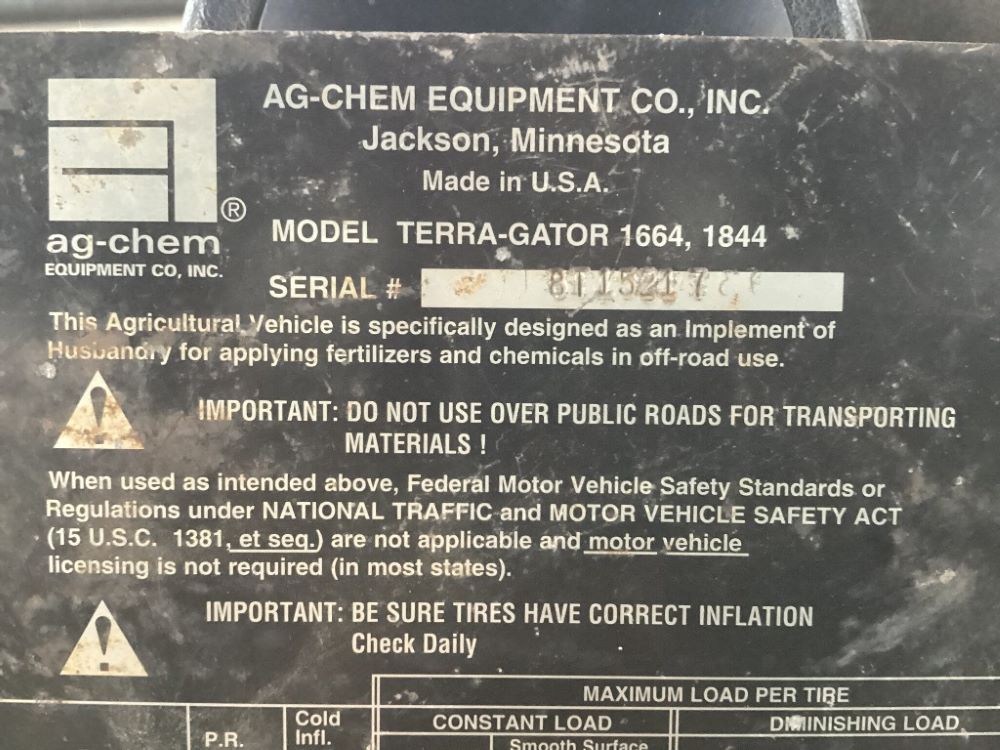 AG-CHEM EQUIPMENT CO., INC.
Jackson, Minnesota
Made in U.S.A.
®
ag-chem
EQUIPMENT CO, INC.
MODEL TERRA-GATOR 1664, 1844
SERIAL #
This Agricultural Vehicle is specifically designed as an Implement of
Husbandry for applying fertilizers and chemicals in off-road use.
IMPORTANT: DO NOT USE OVER PUBLIC ROADS FOR TRANSPORTING
MATERIALS !
When used as intended above, Federal Motor Vehicle Safety Standards or
Regulations under NATIONAL TRAFFIC and MOTOR VEHICLE SAFETY ACT
(15 U.S.C. 1381, et seq.) are not applicable and motor vehicle
licensing is not required (in most states).
IMPORTANT: BE SURE TIRES HAVE CORRECT INFLATION
Check Daily
MAXIMUM LOAD PER TIRE
P.R.
Cold
Infl.
CONSTANT LOAD
DIMINISHING LOAD
Smooth Surface